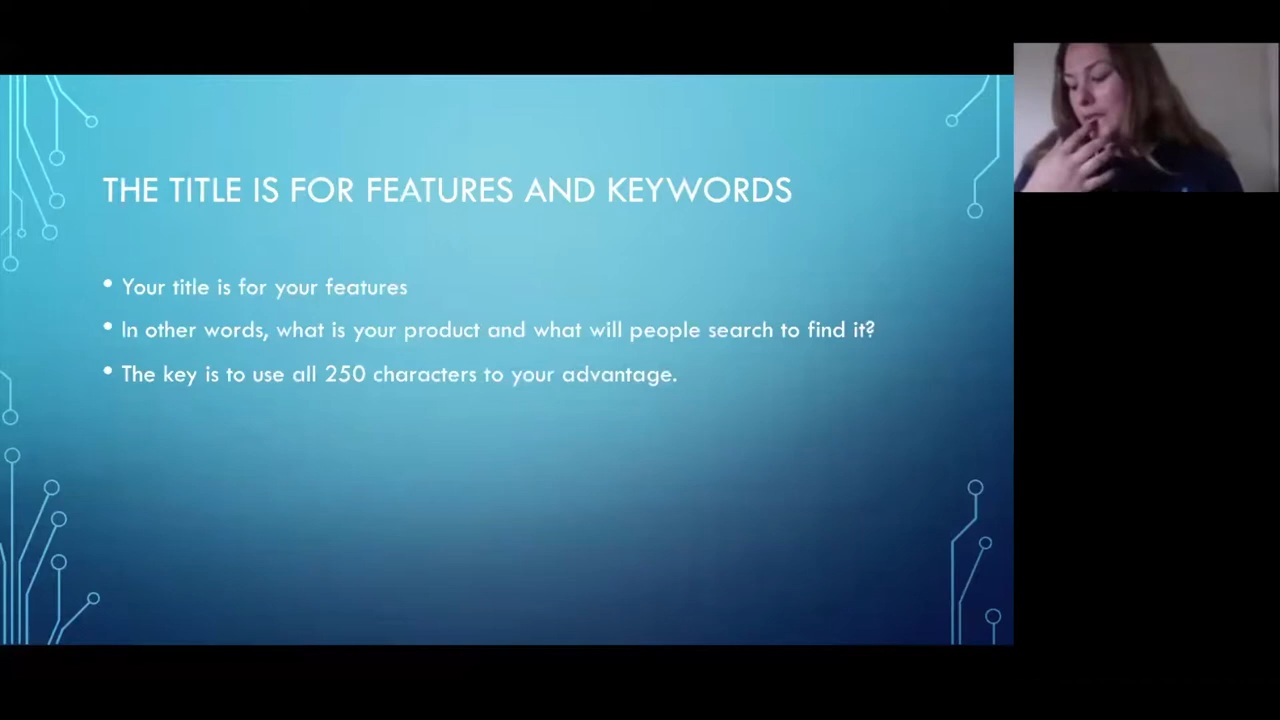 THE TITLE IS FOR FEATURES AND KEYWORDS
• Your title is for your features
• In other words, what is your product and what will people search to find it?
• The key is to use all 250 characters to your advantage.